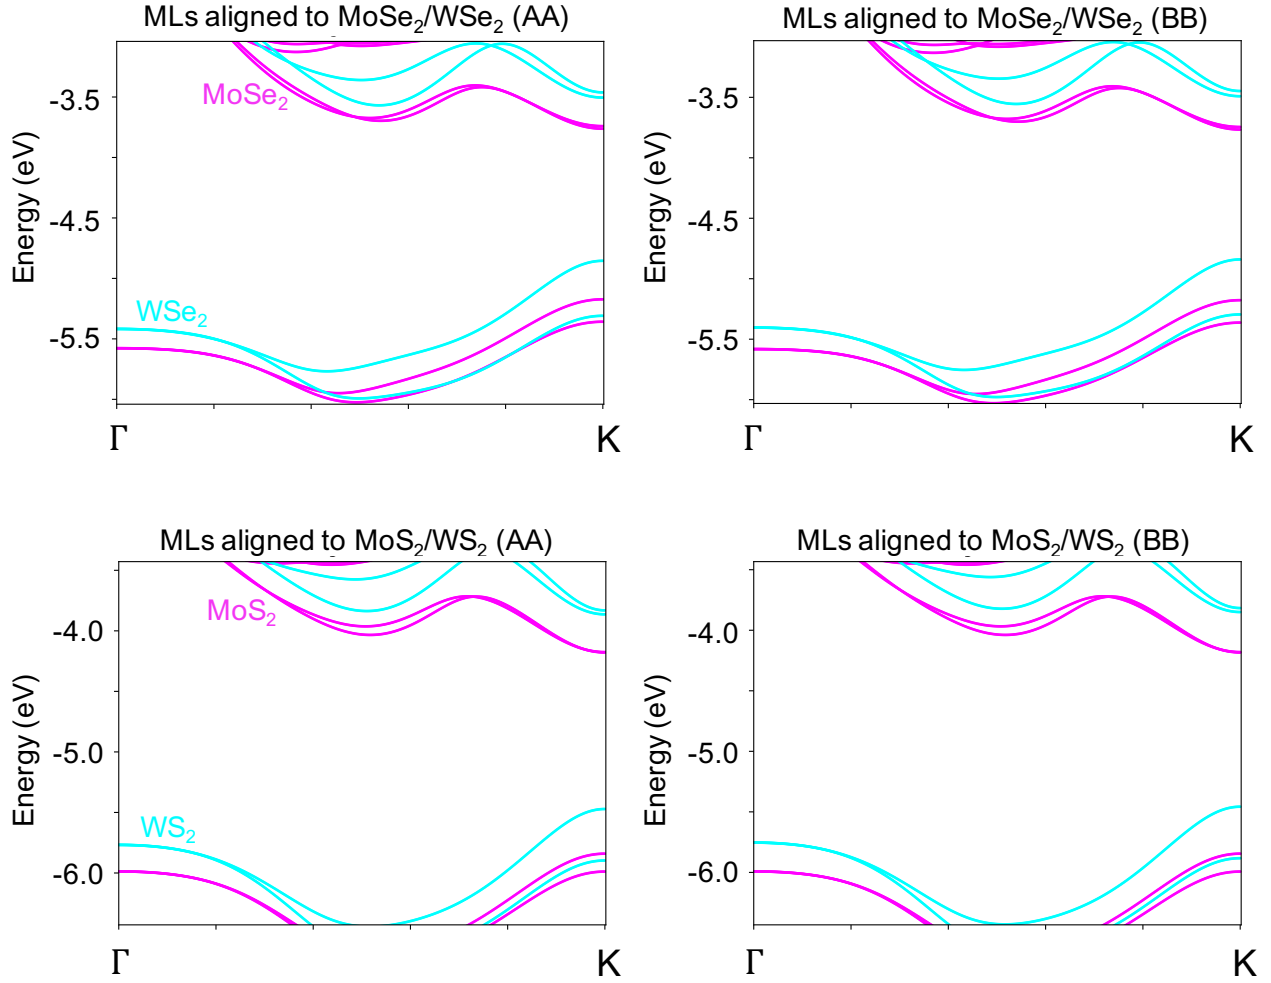 MLs aligned to MoSe₂/WSe₂ (AA)
MLs aligned to MoSe₂/WSe₂ (BB)
Energy (eV)
-3.5
-4.5
-5.5
MoSe₂
WSe₂
Γ
K
Energy (eV)
-3.5
-4.5
-5.5
Γ
K
MLs aligned to MoS₂/WS₂ (AA)
MLs aligned to MoS₂/WS₂ (BB)
Energy (eV)
-4.0
-5.0
-6.0
MoS₂
WS₂
Γ
K
Energy (eV)
-4.0
-5.0
-6.0
Γ
K